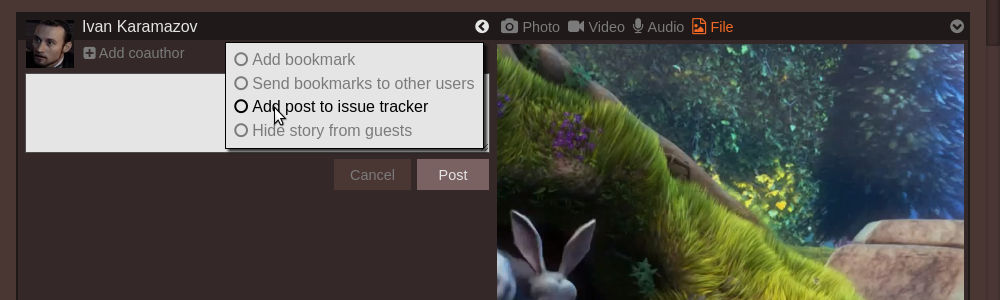 Ivan Karamazov
Add coauthor
Add bookmark
Send bookmarks to other users
Add post to issue tracker
Hide story from guests
Cancel Post
Photo Video Audio File